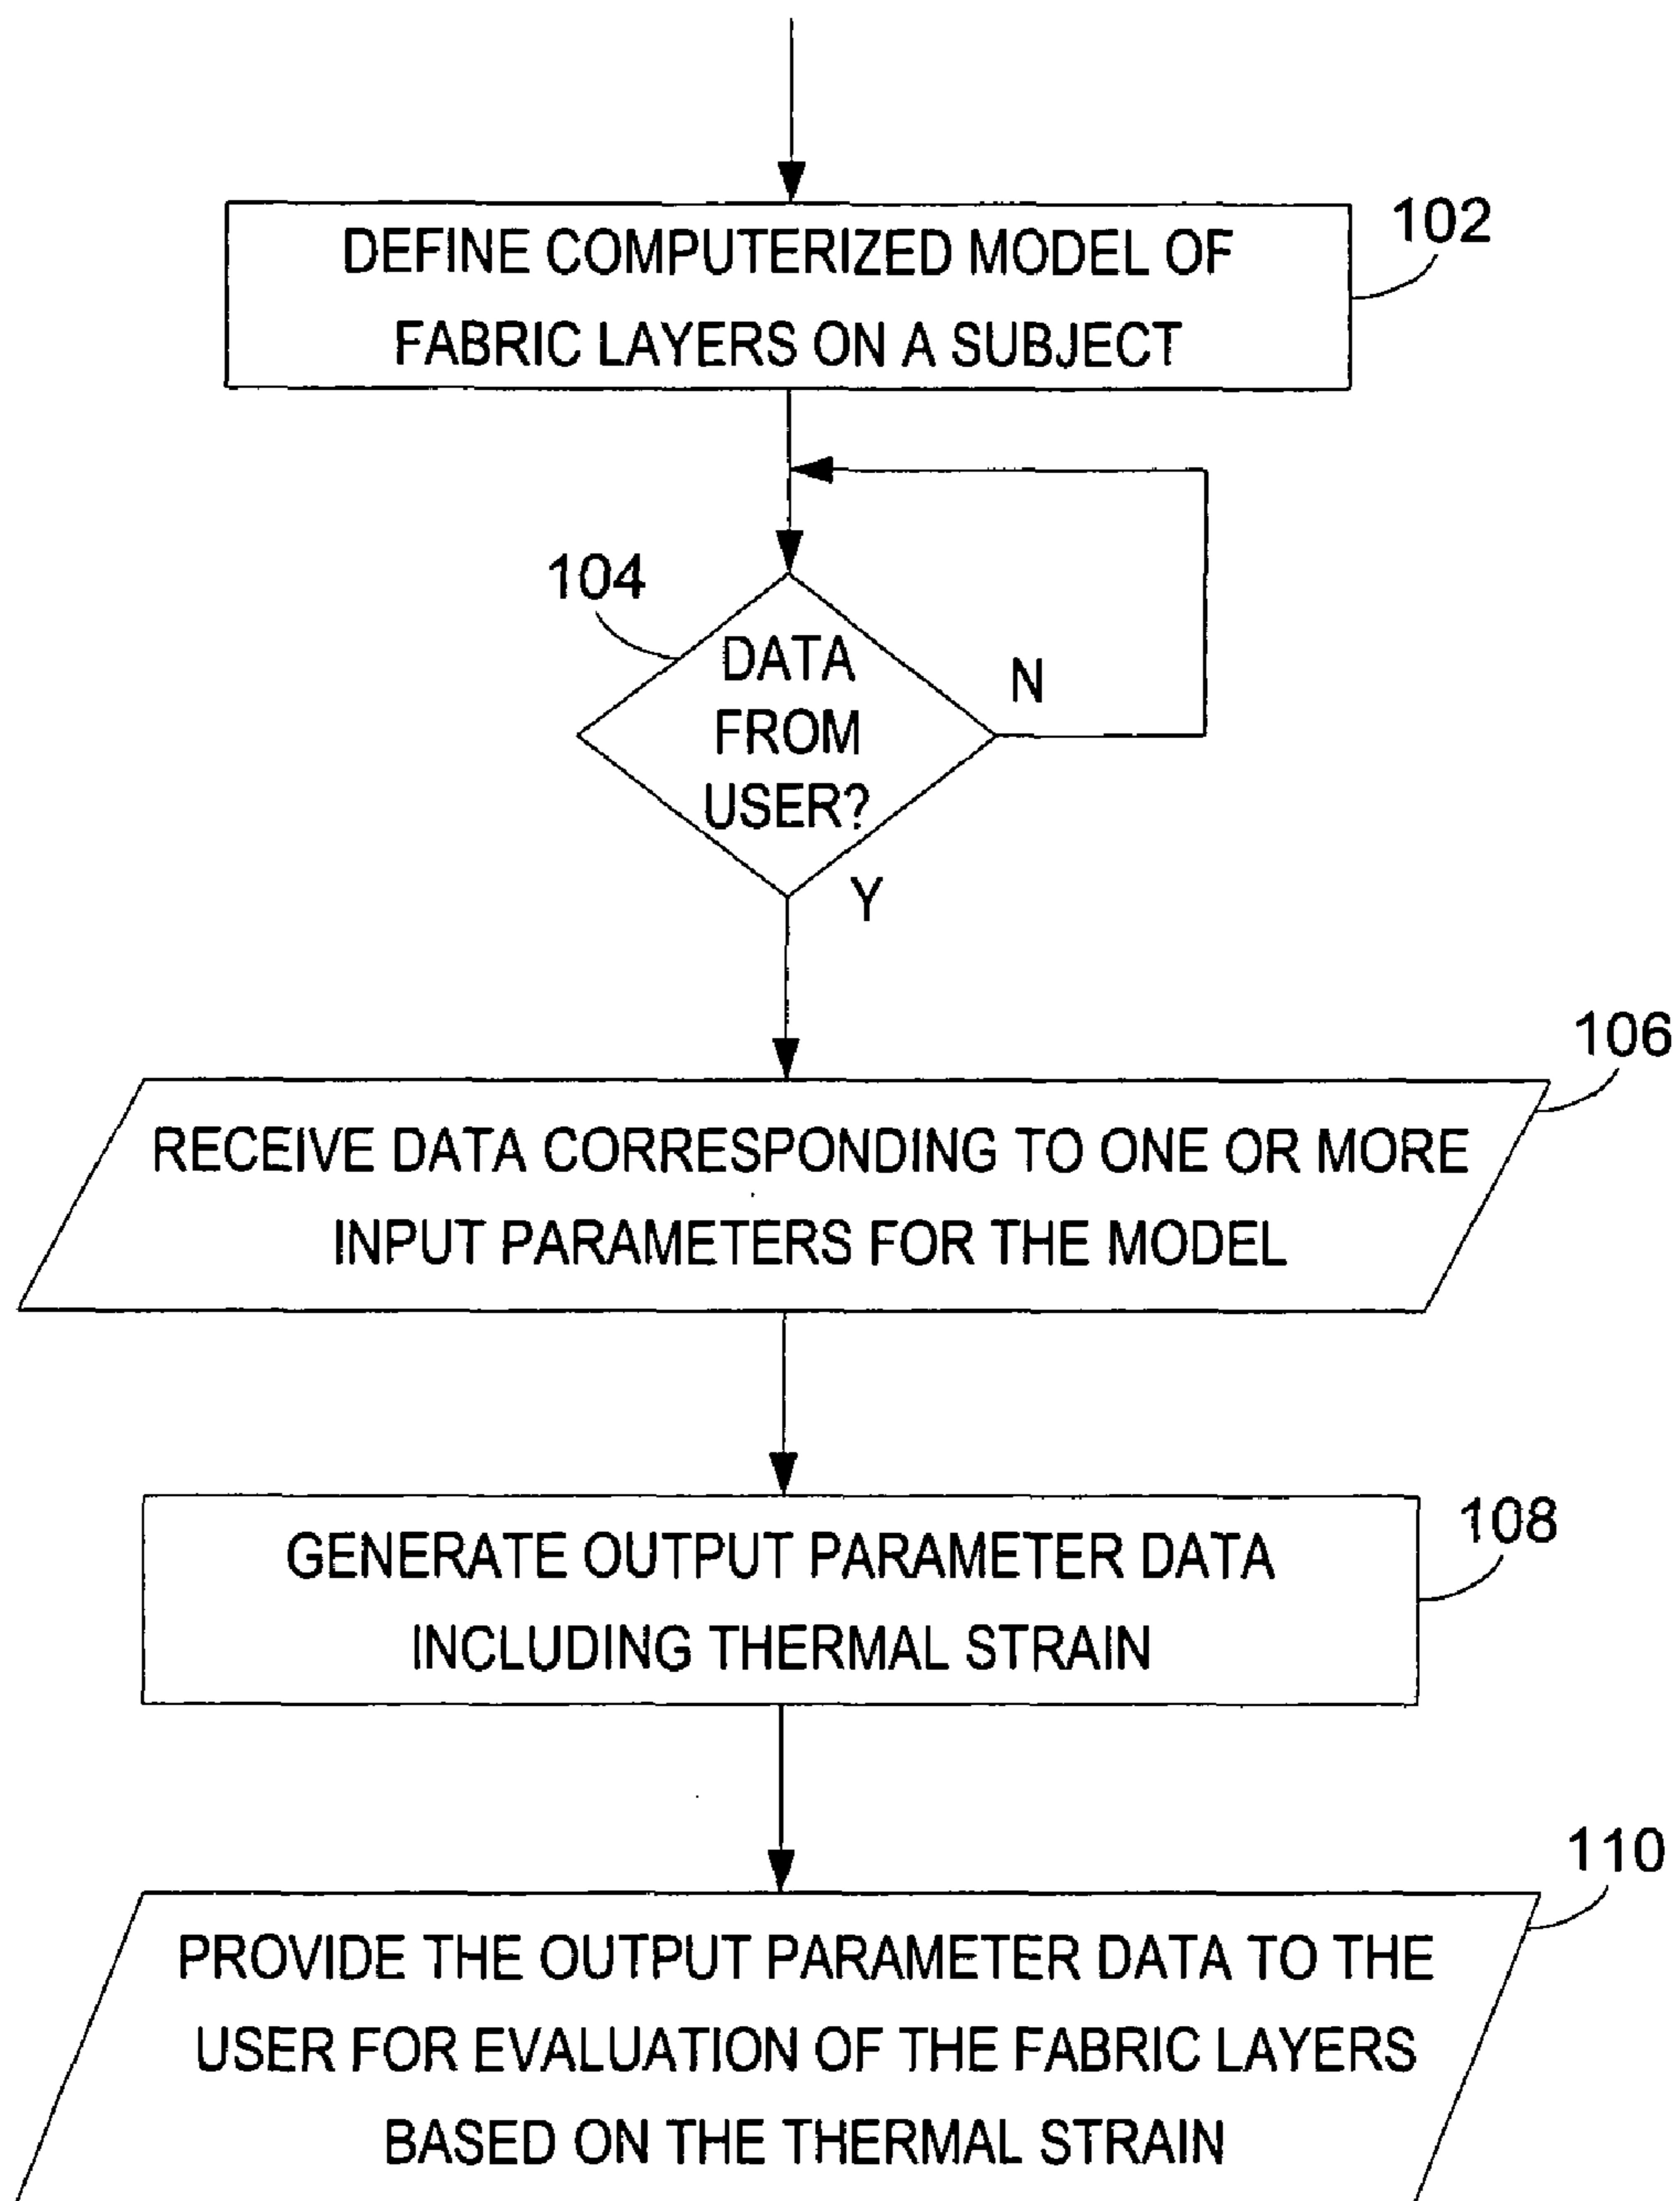 102
DEFINE COMPUTERIZED MODEL OF
FABRIC LAYERS ON A SUBJECT
104
DATA
FROM
USER?
N
Y
106
RECEIVE DATA CORRESPONDING TO ONE OR MORE
INPUT PARAMETERS FOR THE MODEL
108
GENERATE OUTPUT PARAMETER DATA
INCLUDING THERMAL STRAIN
110
PROVIDE THE OUTPUT PARAMETER DATA TO THE
USER FOR EVALUATION OF THE FABRIC LAYERS
BASED ON THE THERMAL STRAIN